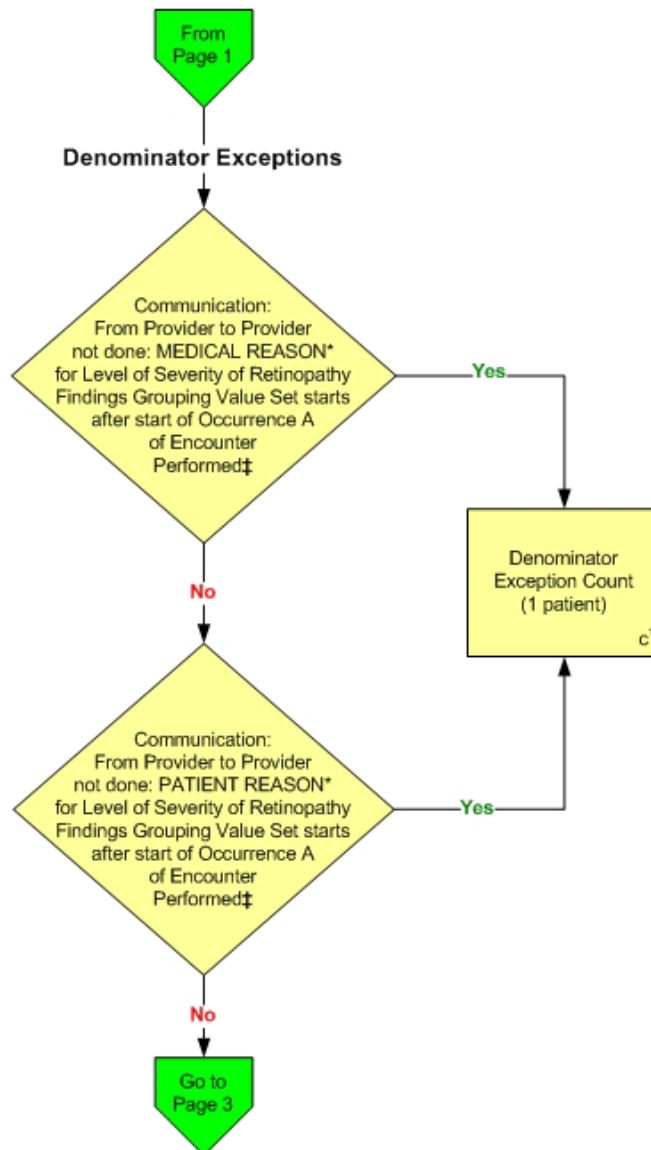 From
Page 1
Denominator Exceptions
Communication:
From Provider to Provider
not done: MEDICAL REASON*
for Level of Severity of Retinopathy
Findings Grouping Value Set starts
after start of Occurrence A
of Encounter
Performed‡
Yes
Denominator
Exception Count
(1 patient)
c
No
Communication:
From Provider to Provider
not done: PATIENT REASON*
for Level of Severity of Retinopathy
Findings Grouping Value Set starts
after start of Occurrence A
of Encounter
Performed‡
Yes
No
Go to
Page 3